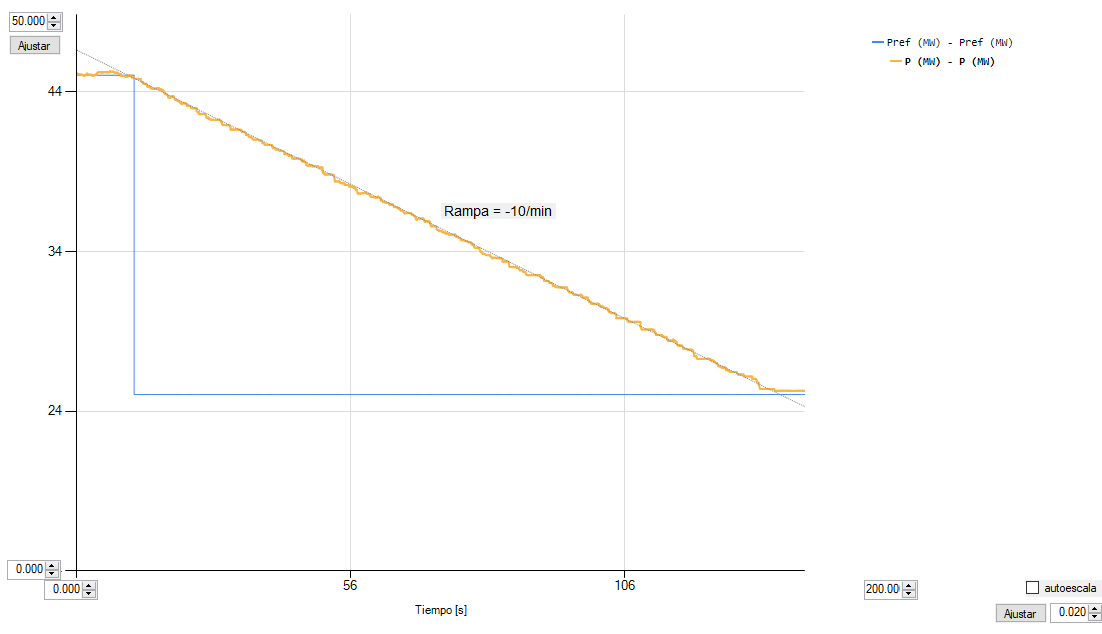 50.000
Ajustar
Pref (MW) - Pref (MW)
P (MW) - P (MW)
44
Rampa = -10/min
34
24
0.000
0.000
56
106
200.00
autoescala
Tiempo [s]
Ajustar
0.020